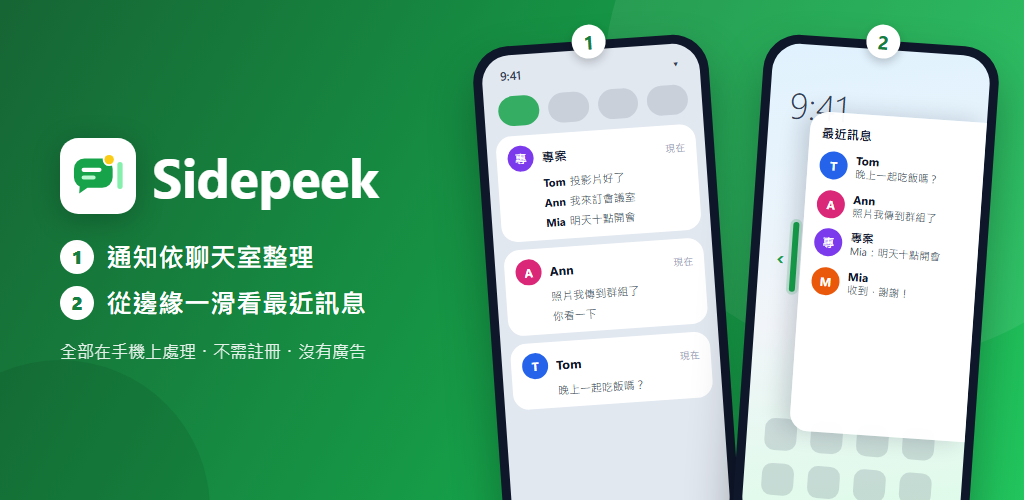 Sidepeek
1 通知依聊天室整理
2 從邊緣一滑看最近訊息
全部在手機上處理・不需註冊・沒有廣告
1
9:41
專 專案 現在
Tom 投影片好了
Ann 我來訂會議室
Mia 明天十點開會
A Ann 現在
照片我傳到群組了
你看一下
T Tom 現在
晚上一起吃飯嗎？
2
9:41
最近訊息
T Tom
晚上一起吃飯嗎？
A Ann
照片我傳到群組了
專 專案
Mia：明天十點開會
M Mia
收到，謝謝！